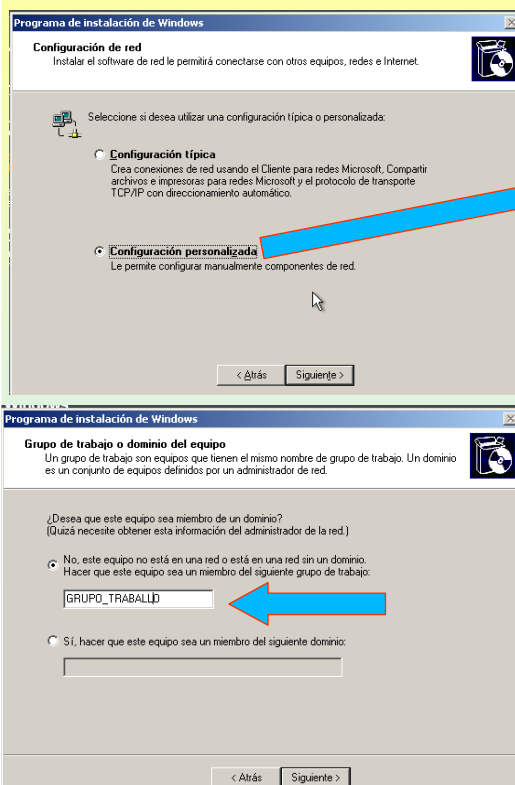 Programa de instalación de Windows
Configuración de red
Instalar el software de red le permitirá conectarse con otros equipos, redes e Internet.
Seleccione si desea utilizar una configuración típica o personalizada:
Configuración típica
Crea conexiones de red usando el Cliente para redes Microsoft, Compartir
archivos e impresoras para redes Microsoft y el protocolo de transporte
TCP/IP con direccionamiento automático.
Configuración personalizada
Le permite configurar manualmente componentes de red.
< Atrás
Siguiente >
Programa de instalación de Windows
Grupo de trabajo o dominio del equipo
Un grupo de trabajo son equipos que tienen el mismo nombre de grupo de trabajo. Un dominio
es un conjunto de equipos definidos por un administrador de red.
¿Desea que este equipo sea miembro de un dominio?
(Quizá necesite obtener esta información del administrador de la red.)
No, este equipo no está en una red o está en una red sin un dominio.
Hacer que este equipo sea un miembro del siguiente grupo de trabajo:
GRUPO_TRABALLO
Sí, hacer que este equipo sea un miembro del siguiente dominio:
< Atrás
Siguiente >